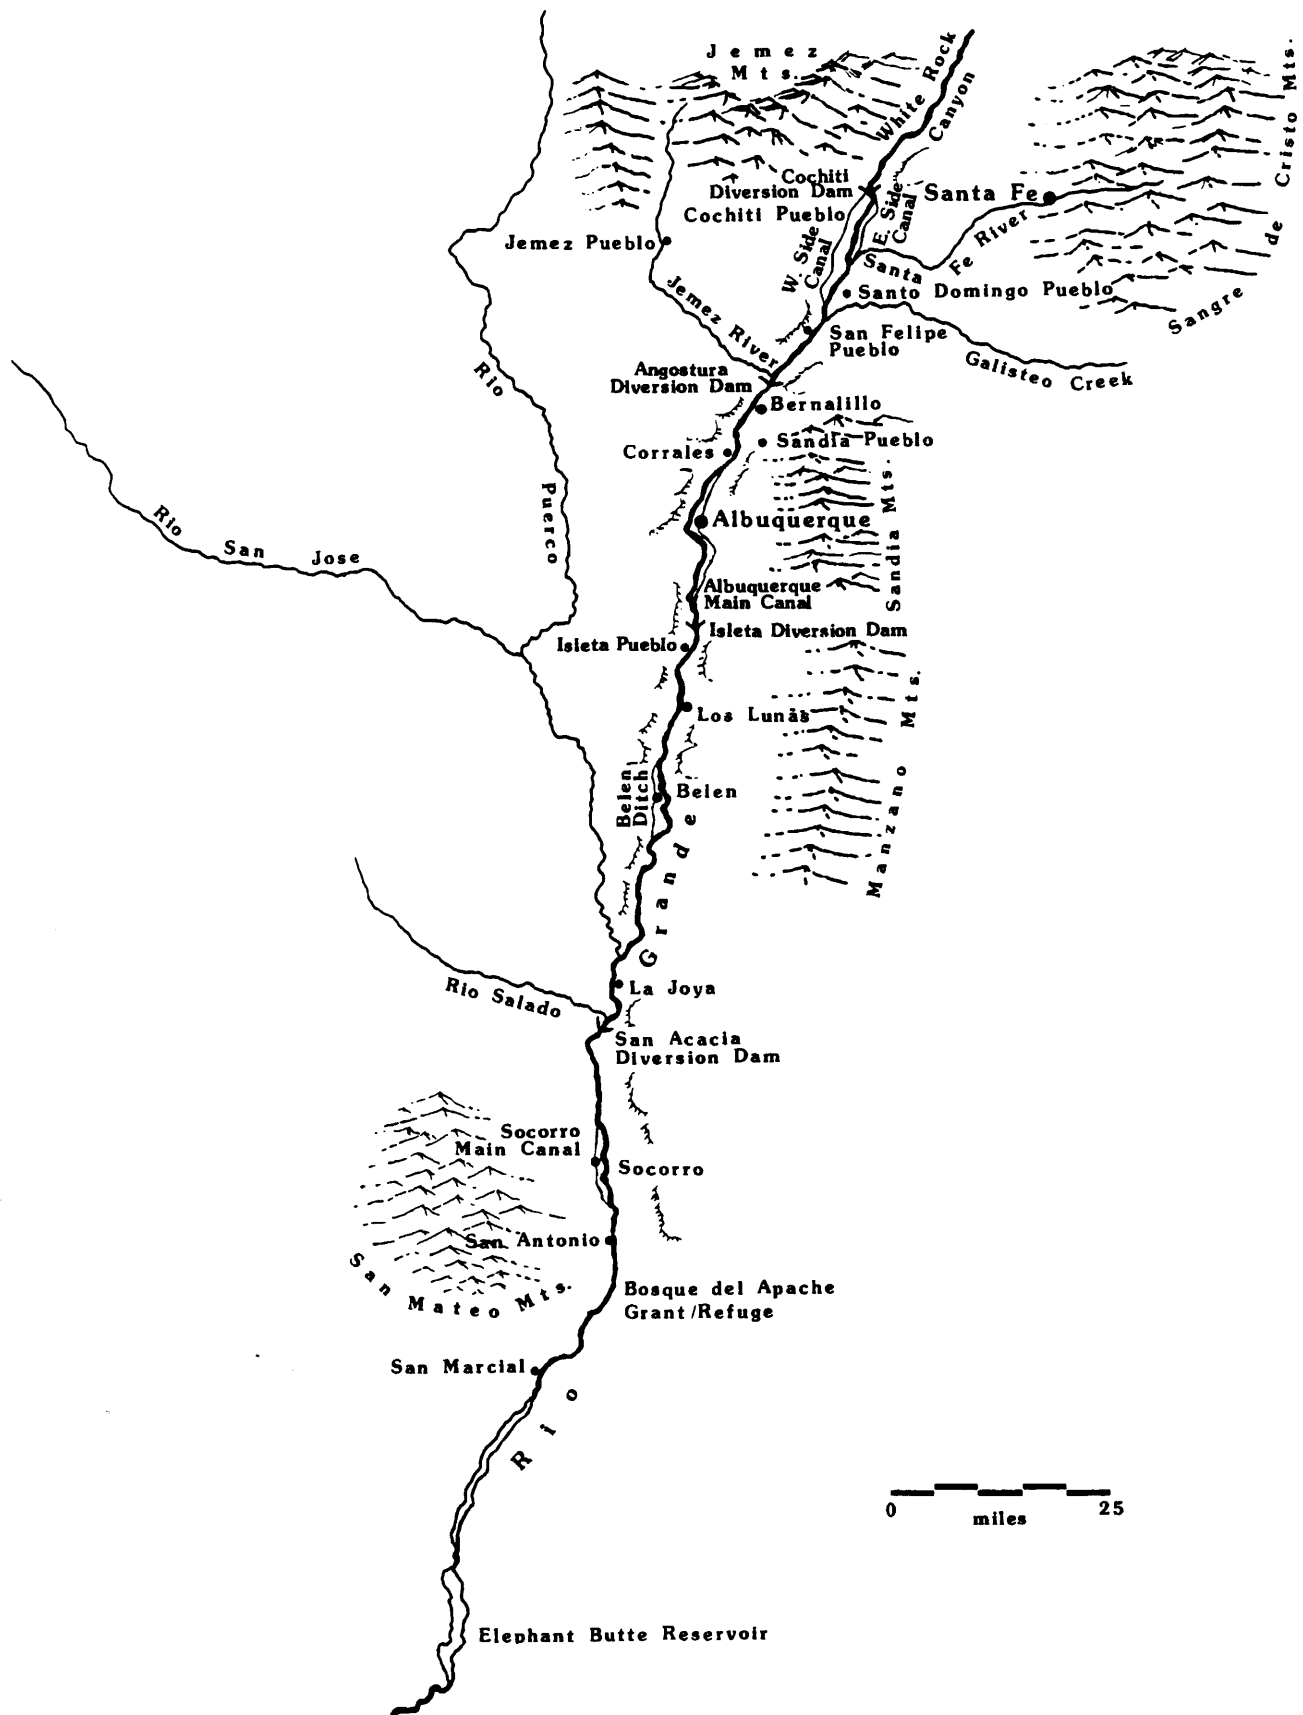 Jemez
Mts.
White Rock
Canyon
Sangre de Cristo Mts.
Cochiti
Diversion Dam
Cochiti Pueblo
Santa Fe
E. Side
Canal
Santa Fe River
Jemez Pueblo
W. Side
Canal
Santo Domingo Pueblo
Jemez River
San Felipe
Pueblo
Galisteo Creek
Angostura
Diversion Dam
Rio Puerco
Bernalillo
Sandia Pueblo
Corrales
Sandia Mts.
Albuquerque
Rio San Jose
Albuquerque
Main Canal
Isleta Diversion Dam
Isleta Pueblo
Los Lunas
Manzano Mts.
Belen
Ditch
Belen
Rio Grande
La Joya
Rio Salado
San Acacia
Diversion Dam
Socorro
Main Canal
Socorro
San Antonio
San Mateo Mts.
Bosque del Apache
Grant/Refuge
San Marcial
0 25
miles
Elephant Butte Reservoir